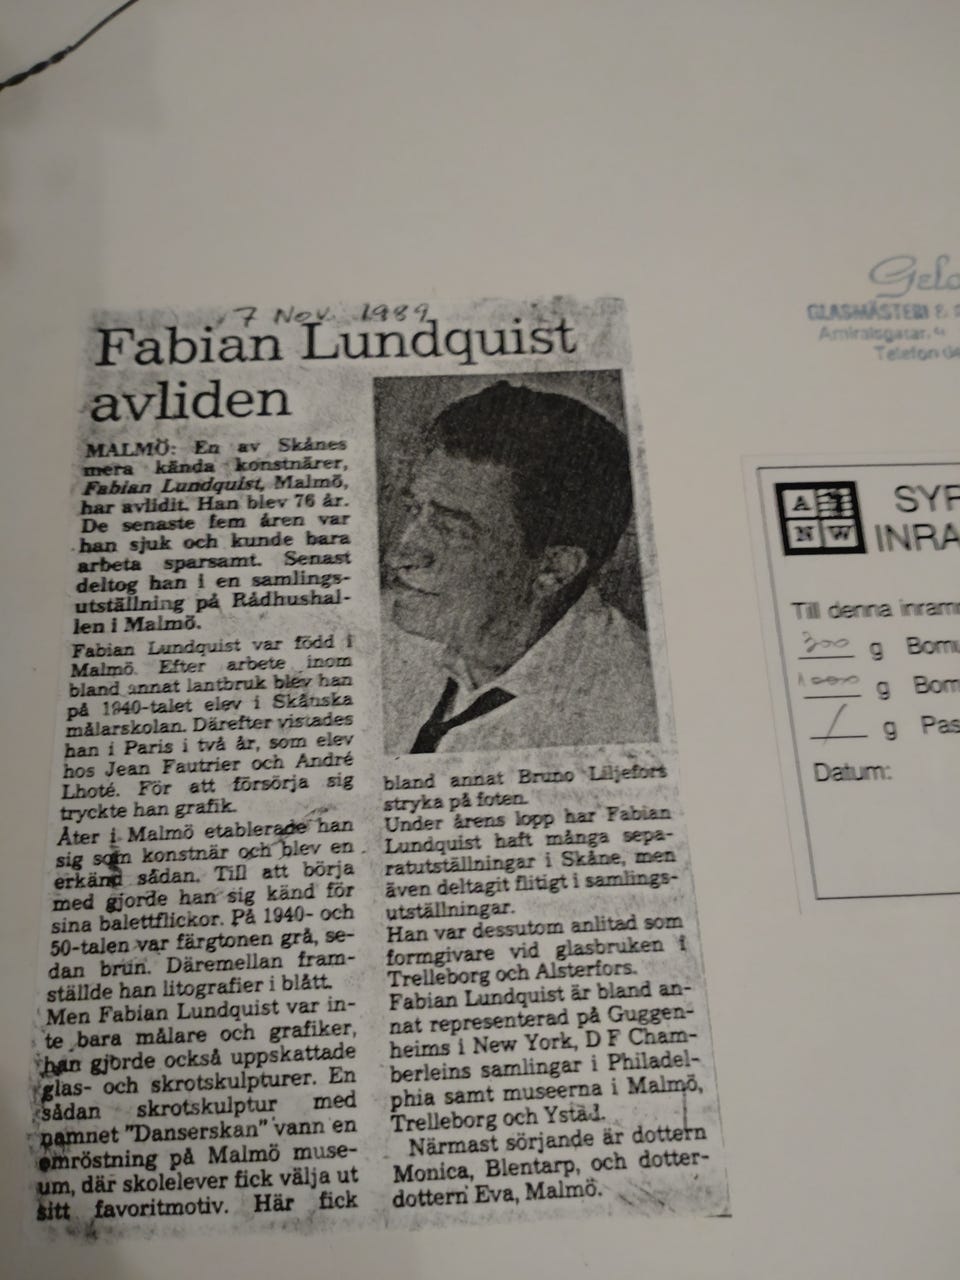 7 Nov. 1989
Fabian Lundquist
avliden
MALMÖ: En av Skånes
mera kända konstnärer,
Fabian Lundquist, Malmö,
har avlidit. Han blev 76 år.
De senaste fem åren var
han sjuk och kunde bara
arbeta sparsamt. Senast
deltog han i en samlings-
utställning på Rådhushal-
len i Malmö.
Fabian Lundquist var född i
Malmö. Efter arbete inom
bland annat lantbruk blev han
på 1940-talet elev i Skånska
målarskolan. Därefter vistades
han i Paris i två år, som elev
hos Jean Fautrier och André
Lhoté. För att försörja sig
tryckte han grafik.
Åter i Malmö etablerade han
sig som konstnär och blev en
erkänd sådan. Till att börja
med gjorde han sig känd för
sina balettflickor. På 1940- och
50-talen var färgtonen grå, se-
dan brun. Däremellan fram-
ställde han litografier i blått.
Men Fabian Lundquist var in-
te bara målare och grafiker,
han gjorde också uppskattade
glas- och skrotskulpturer. En
sådan skrotskulptur med
namnet "Danserskan" vann en
omröstning på Malmö muse-
um, där skolelever fick välja ut
sitt favoritmotiv. Här fick
bland annat Bruno Liljefors
stryka på foten.
Under årens lopp har Fabian
Lundquist haft många sepa-
ratutställningar i Skåne, men
även deltagit flitigt i samlings-
utställningar.
Han var dessutom anlitad som
formgivare vid glasbruken i
Trelleborg och Alsterfors.
Fabian Lundquist är bland an-
nat representerad på Guggen-
heims i New York, D F Cham-
berleins samlingar i Philadel-
phia samt museerna i Malmö,
Trelleborg och Ystad.
Närmast sörjande är dottern
Monica, Blentarp, och dotter-
dottern Eva, Malmö.
GLASMÄSTERI &
Telefon
A
N W
SYR
INRA
Till denna inram
300 g Bomu
1000 g Bom
/ g Pas
Datum: